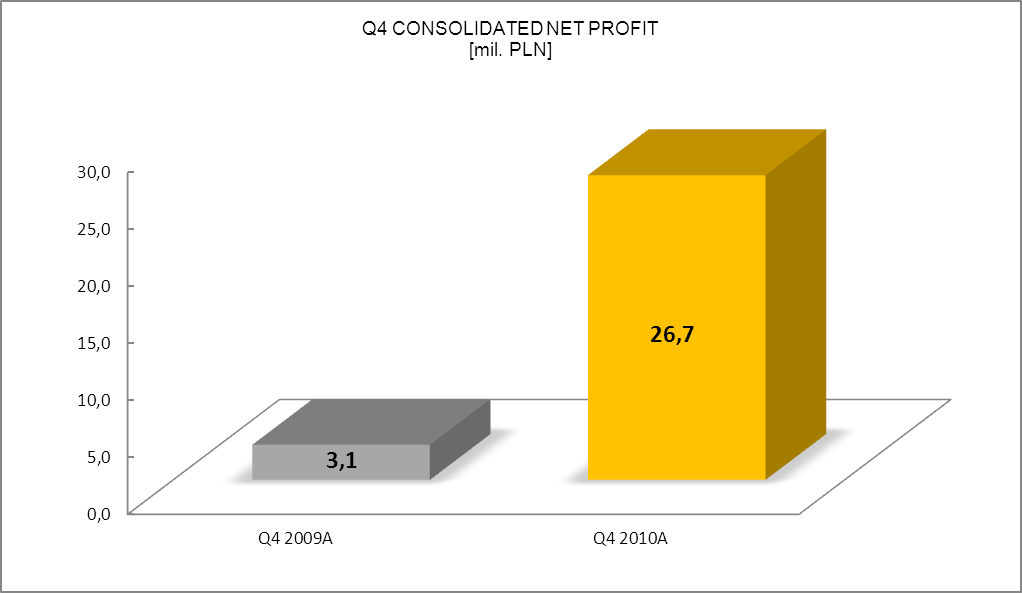 Q4 CONSOLIDATED NET PROFIT
[mil. PLN]
30,0
25,0
20,0
15,0
10,0
5,0
0,0
26,7
3,1
Q4 2009A
Q4 2010A